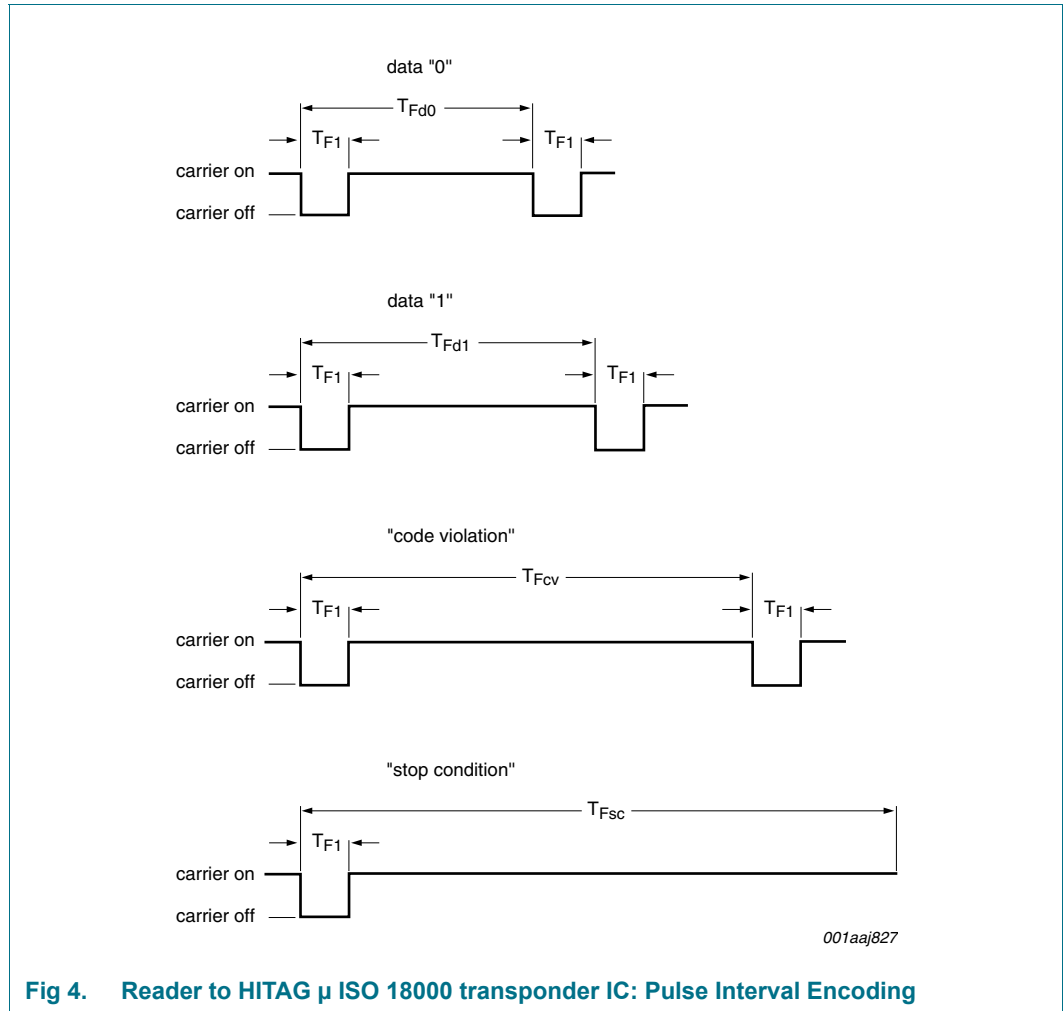 data "0"
TFd0
TF1 TF1
carrier on
carrier off
data "1"
TFd1
TF1 TF1
carrier on
carrier off
"code violation"
TFcv
TF1 TF1
carrier on
carrier off
"stop condition"
TFsc
TF1
carrier on
carrier off
001aaj827
Fig 4. Reader to HITAG µ ISO 18000 transponder IC: Pulse Interval Encoding